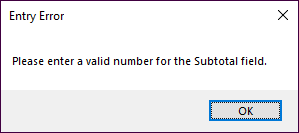 Entry Error
Please enter a valid number for the Subtotal field.
OK